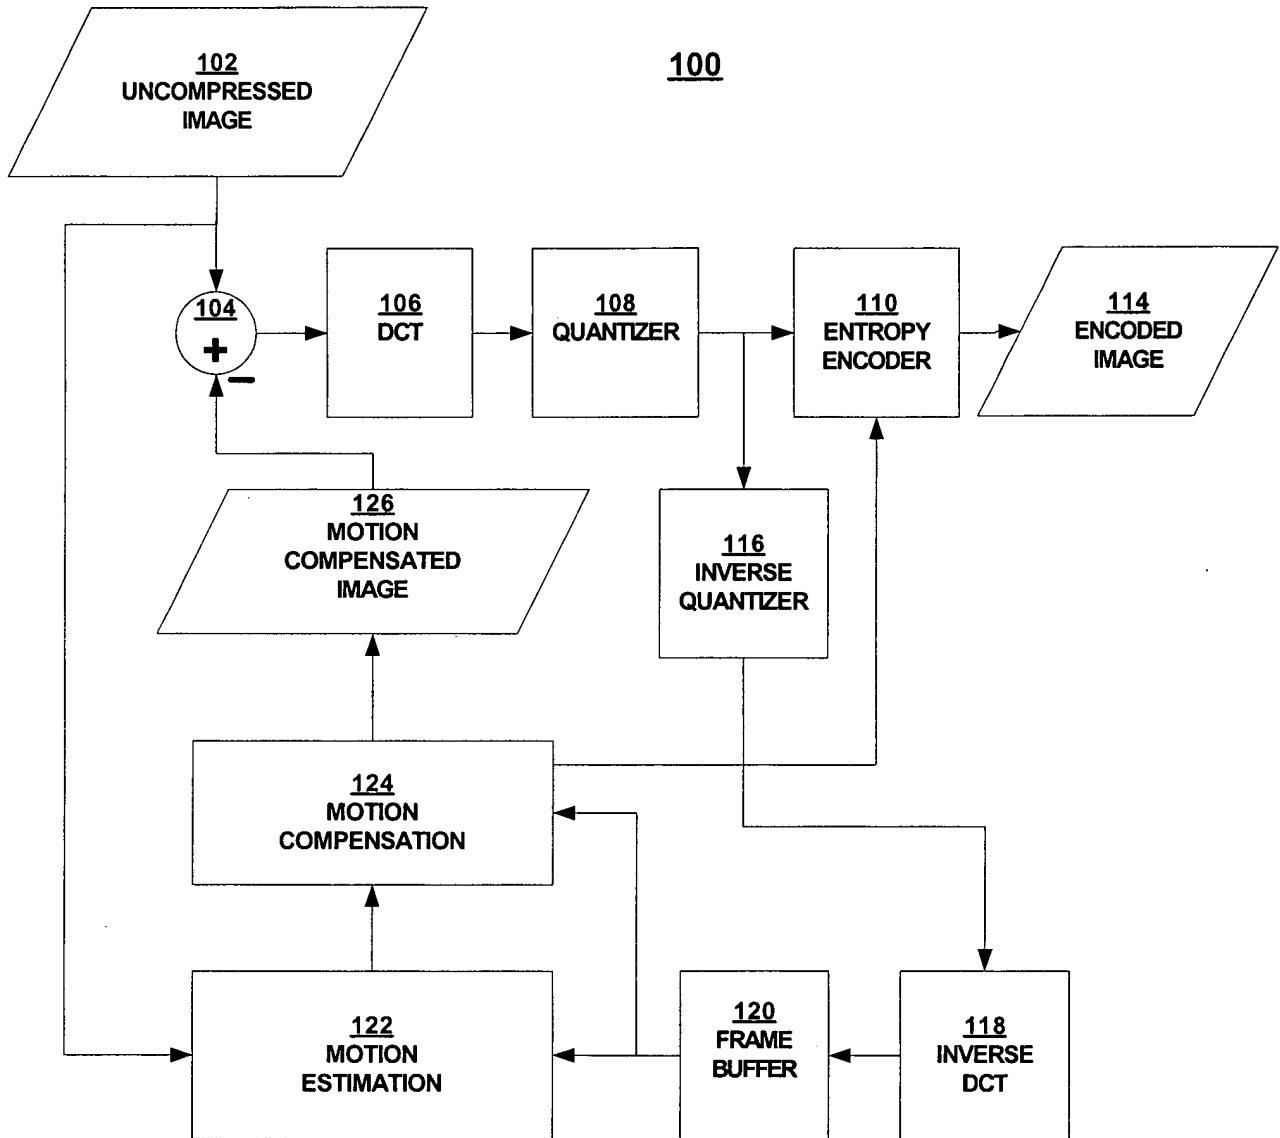 102
UNCOMPRESSED
IMAGE
100
104
+
−
106
DCT
108
QUANTIZER
110
ENTROPY
ENCODER
114
ENCODED
IMAGE
126
MOTION
COMPENSATED
IMAGE
116
INVERSE
QUANTIZER
124
MOTION
COMPENSATION
122
MOTION
ESTIMATION
120
FRAME
BUFFER
118
INVERSE
DCT